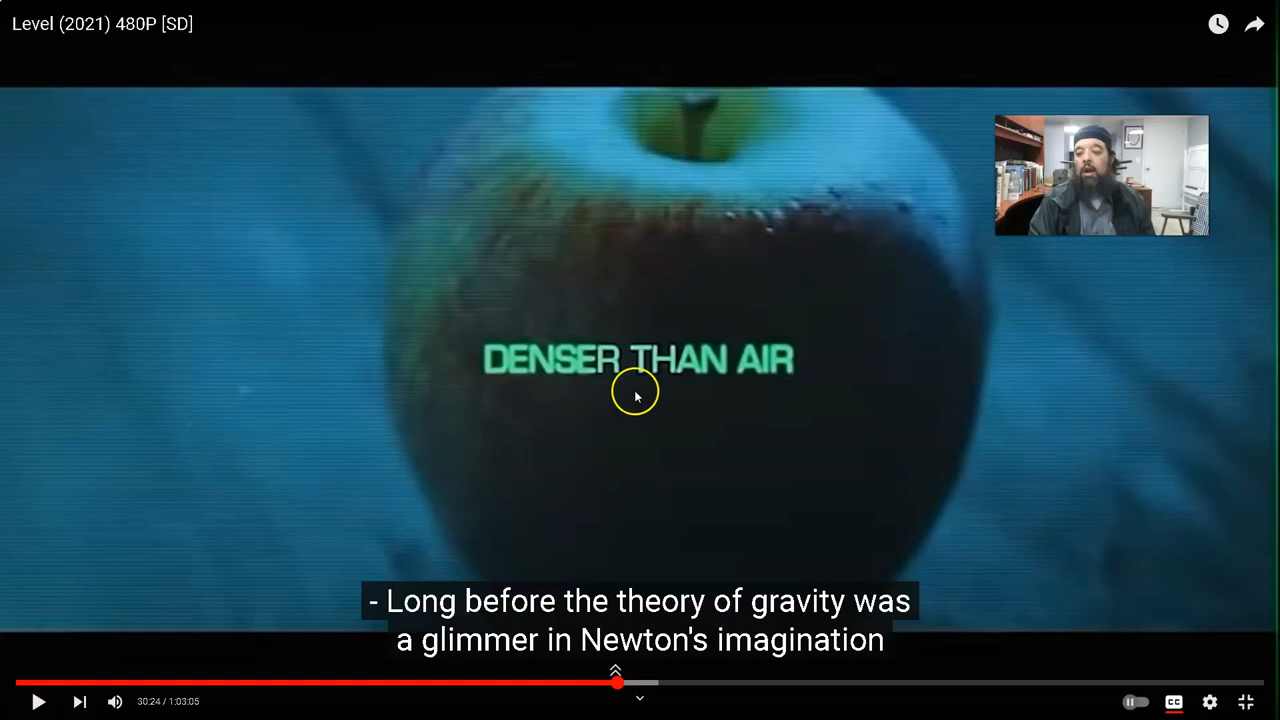 Level (2021) 480P [SD]
DENSER THAN AIR
- Long before the theory of gravity was
a glimmer in Newton's imagination
30:24 / 1:03:05
CC